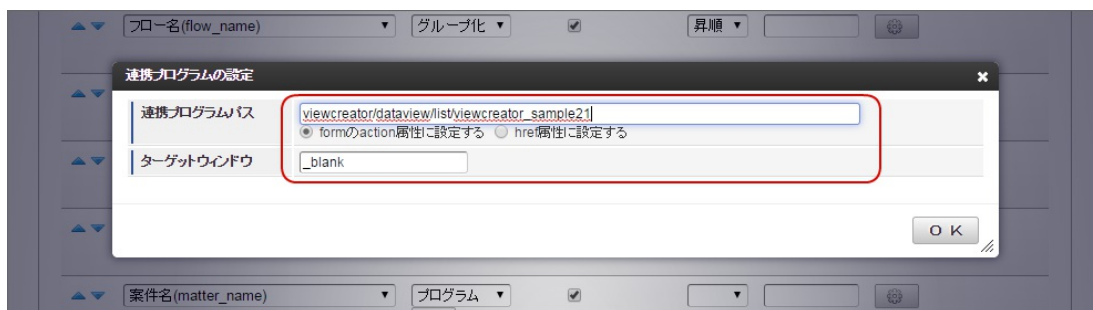 フロー名(flow_name) グループ化 昇順
連携プログラムの設定
連携プログラムパス viewcreator/dataview/list/viewcreator_sample21
formのaction属性に設定する href属性に設定する
ターゲットウィンドウ _blank
ＯＫ
案件名(matter_name) プログラム